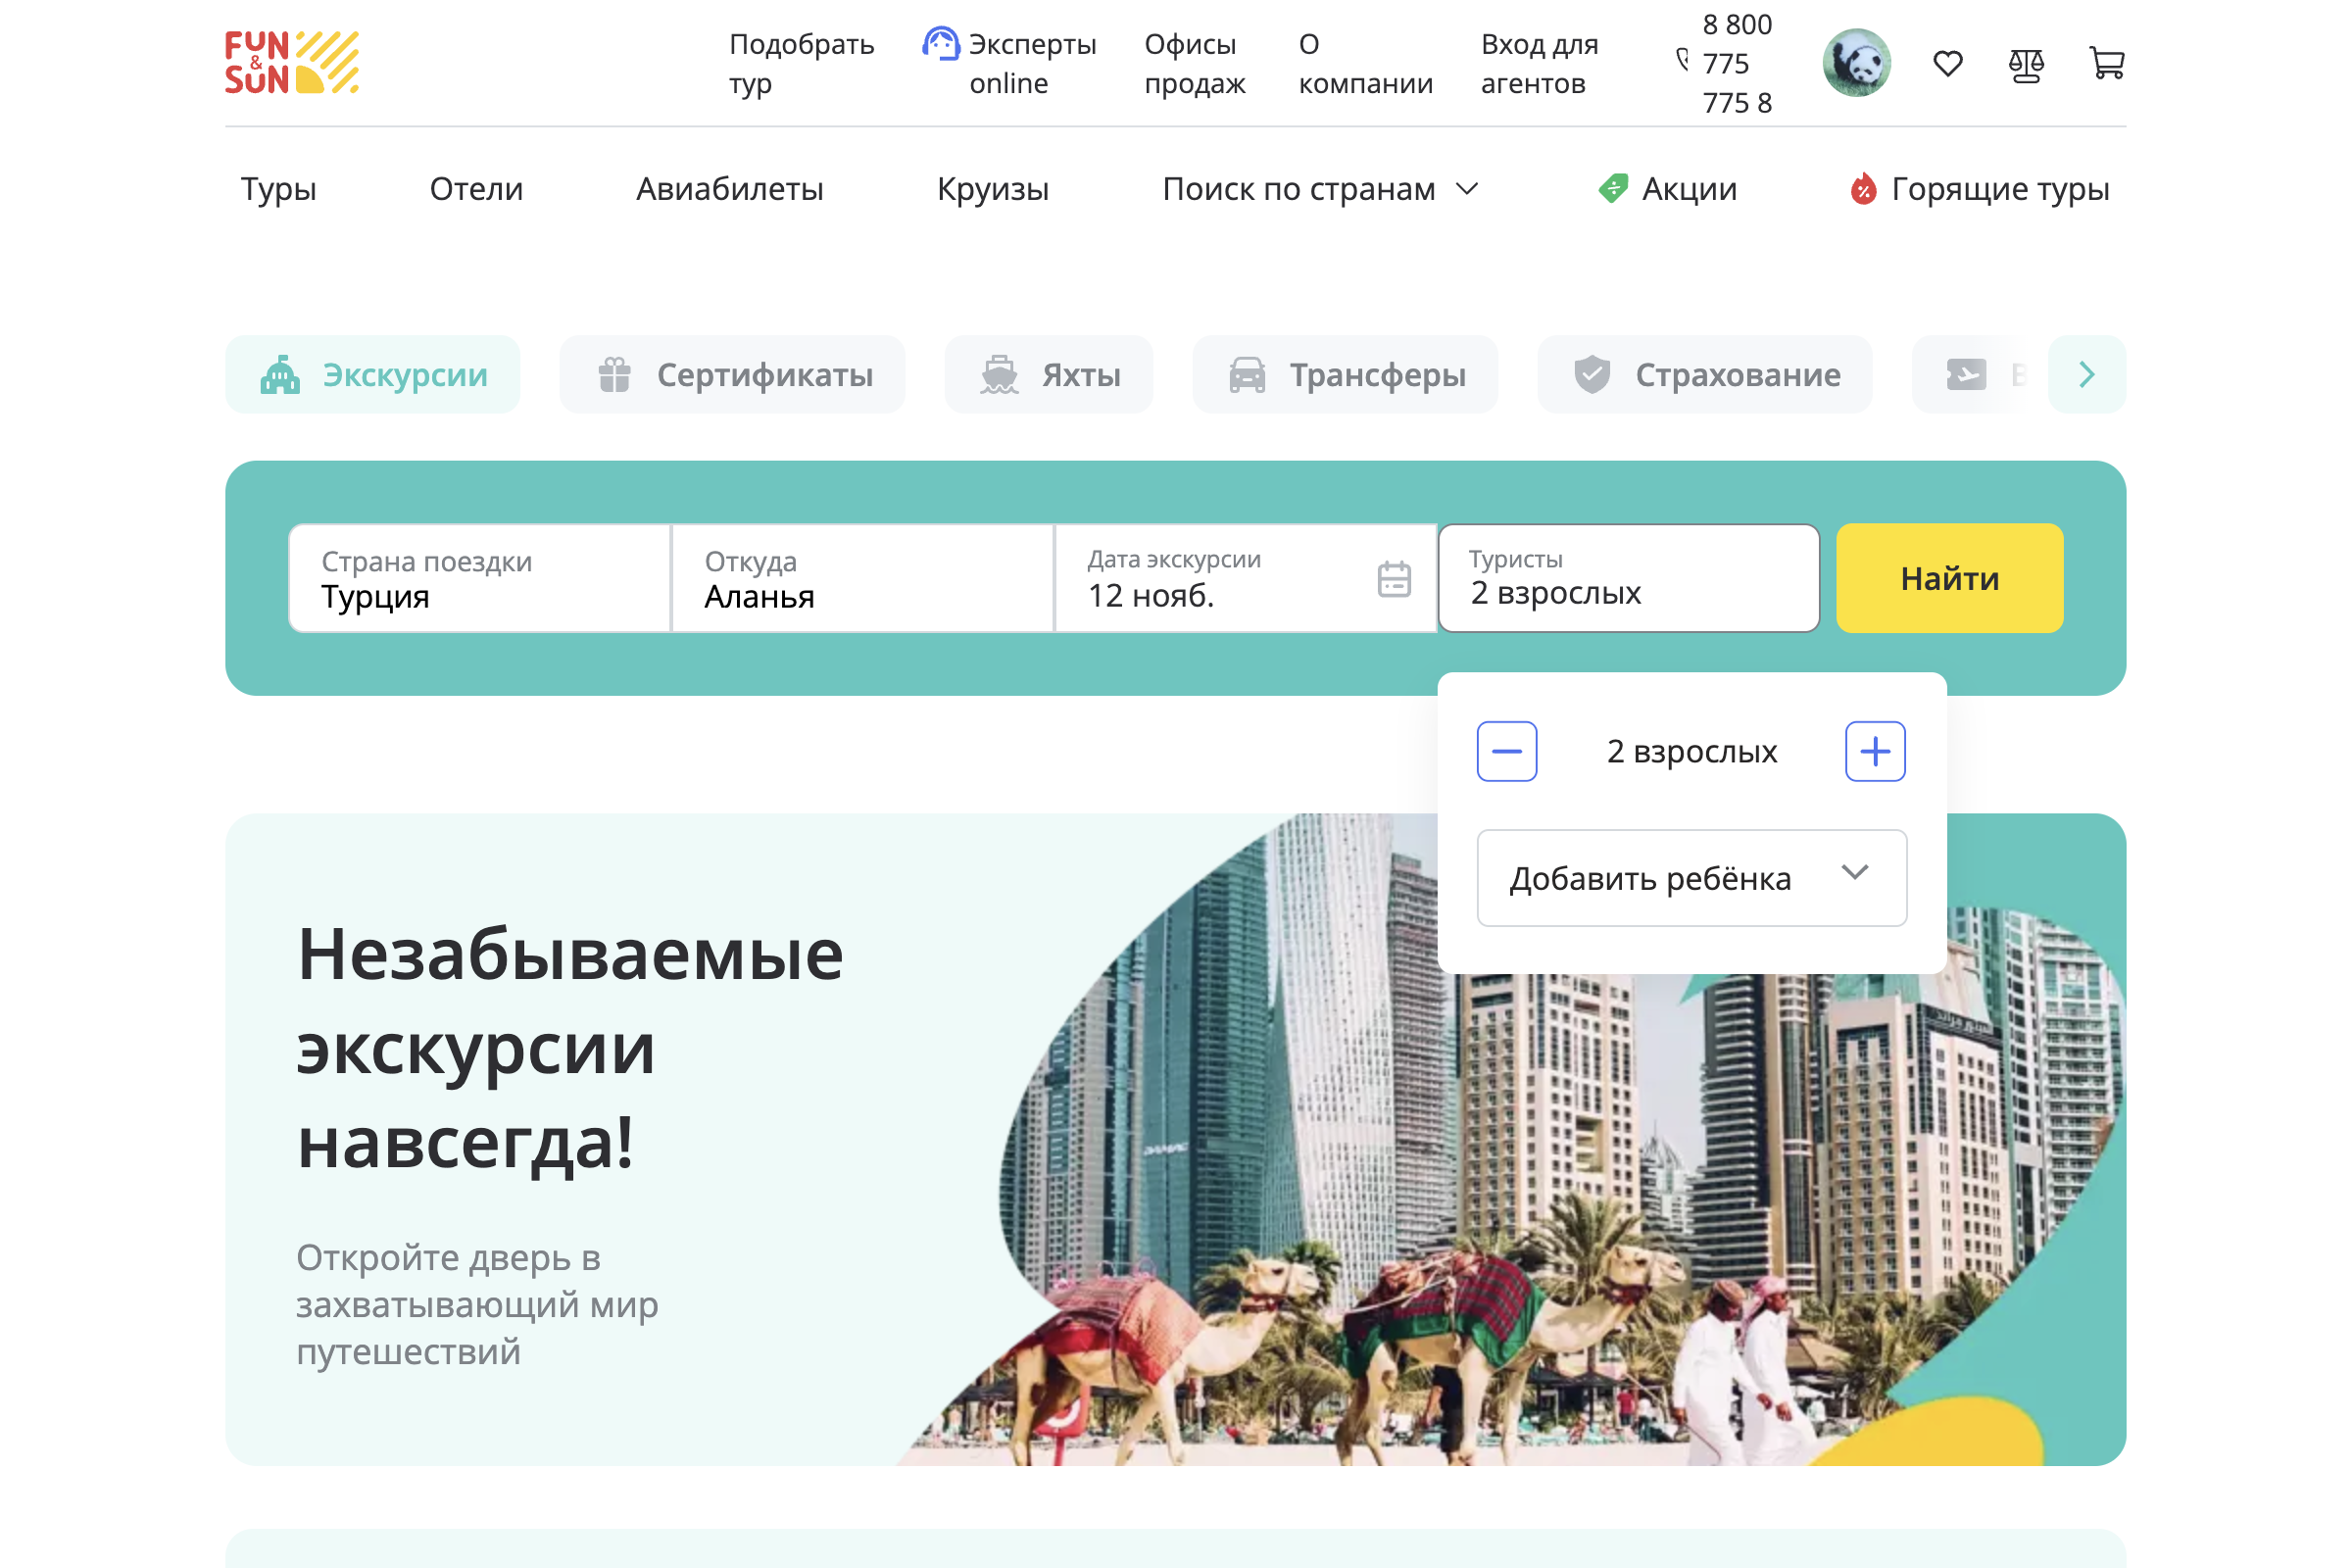 FUN
&
SUN
Подобрать
тур
Эксперты
online
Офисы
продаж
О
компании
Вход для
агентов
8 800
775
775 8
Туры
Отели
Авиабилеты
Круизы
Поиск по странам
Акции
Горящие туры
Экскурсии
Сертификаты
Яхты
Трансферы
Страхование
Страна поездки
Турция
Откуда
Аланья
Дата экскурсии
12 нояб.
Туристы
2 взрослых
Найти
2 взрослых
Добавить ребёнка
Незабываемые
экскурсии
навсегда!
Откройте дверь в
захватывающий мир
путешествий